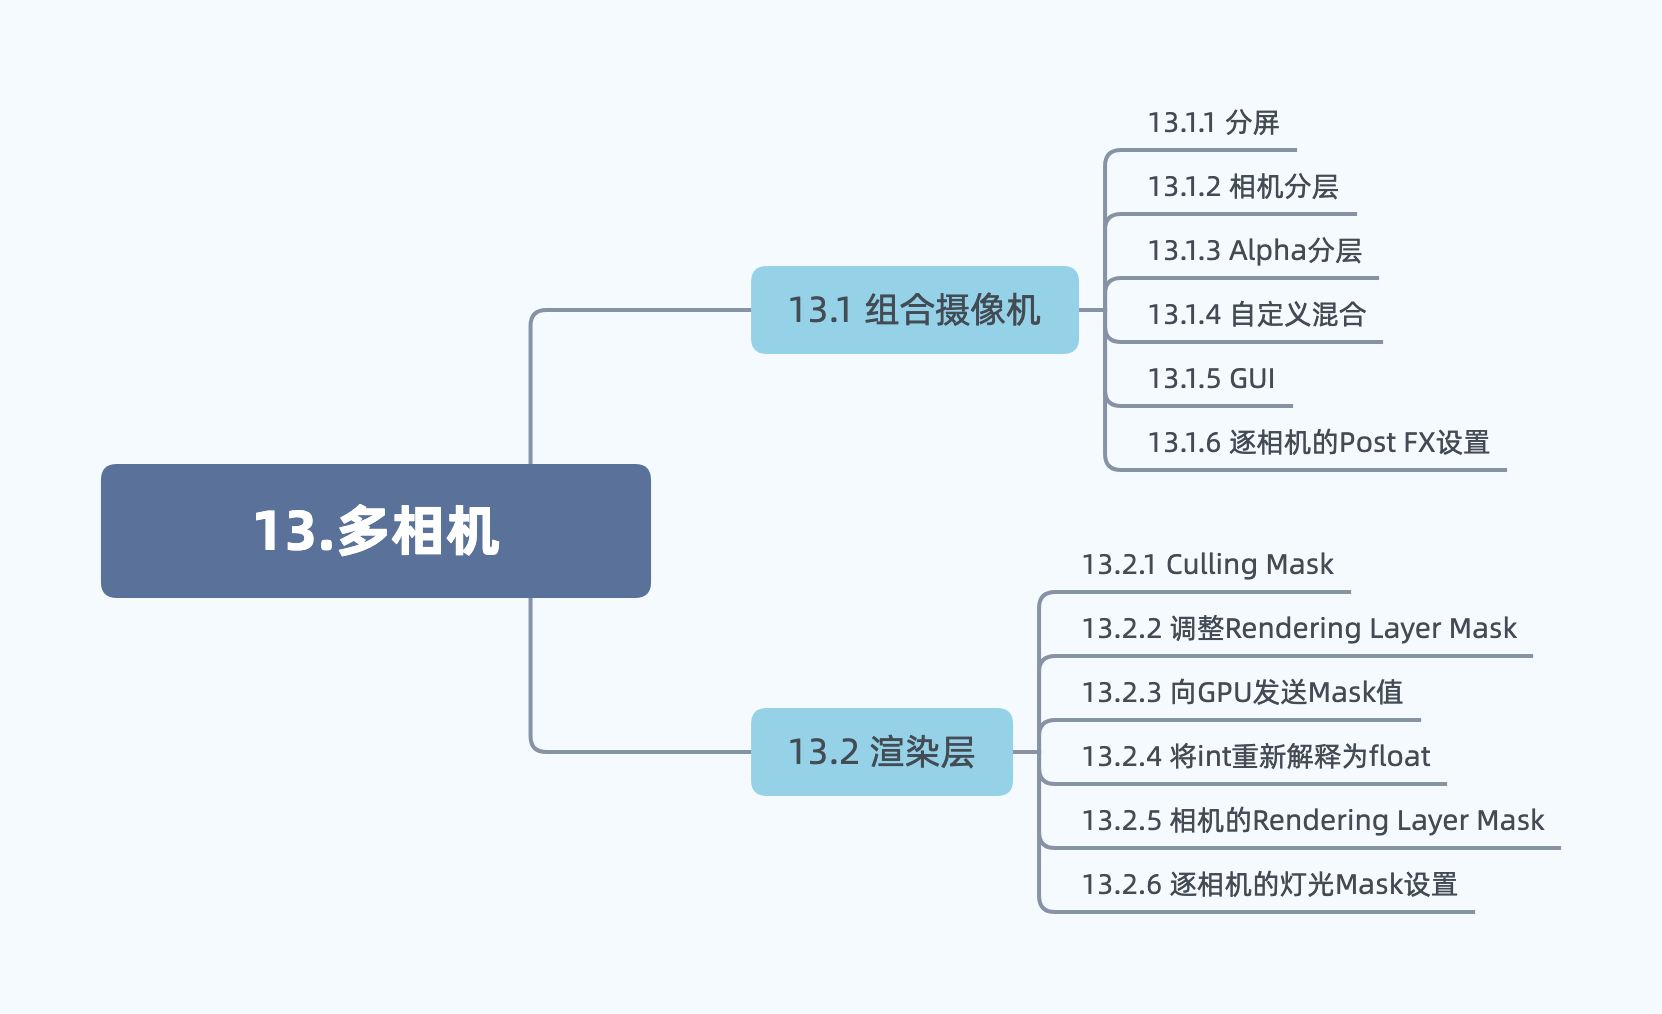 13.多相机
13.1 组合摄像机
13.1.1 分屏
13.1.2 相机分层
13.1.3 Alpha分层
13.1.4 自定义混合
13.1.5 GUI
13.1.6 逐相机的Post FX设置
13.2 渲染层
13.2.1 Culling Mask
13.2.2 调整Rendering Layer Mask
13.2.3 向GPU发送Mask值
13.2.4 将int重新解释为float
13.2.5 相机的Rendering Layer Mask
13.2.6 逐相机的灯光Mask设置